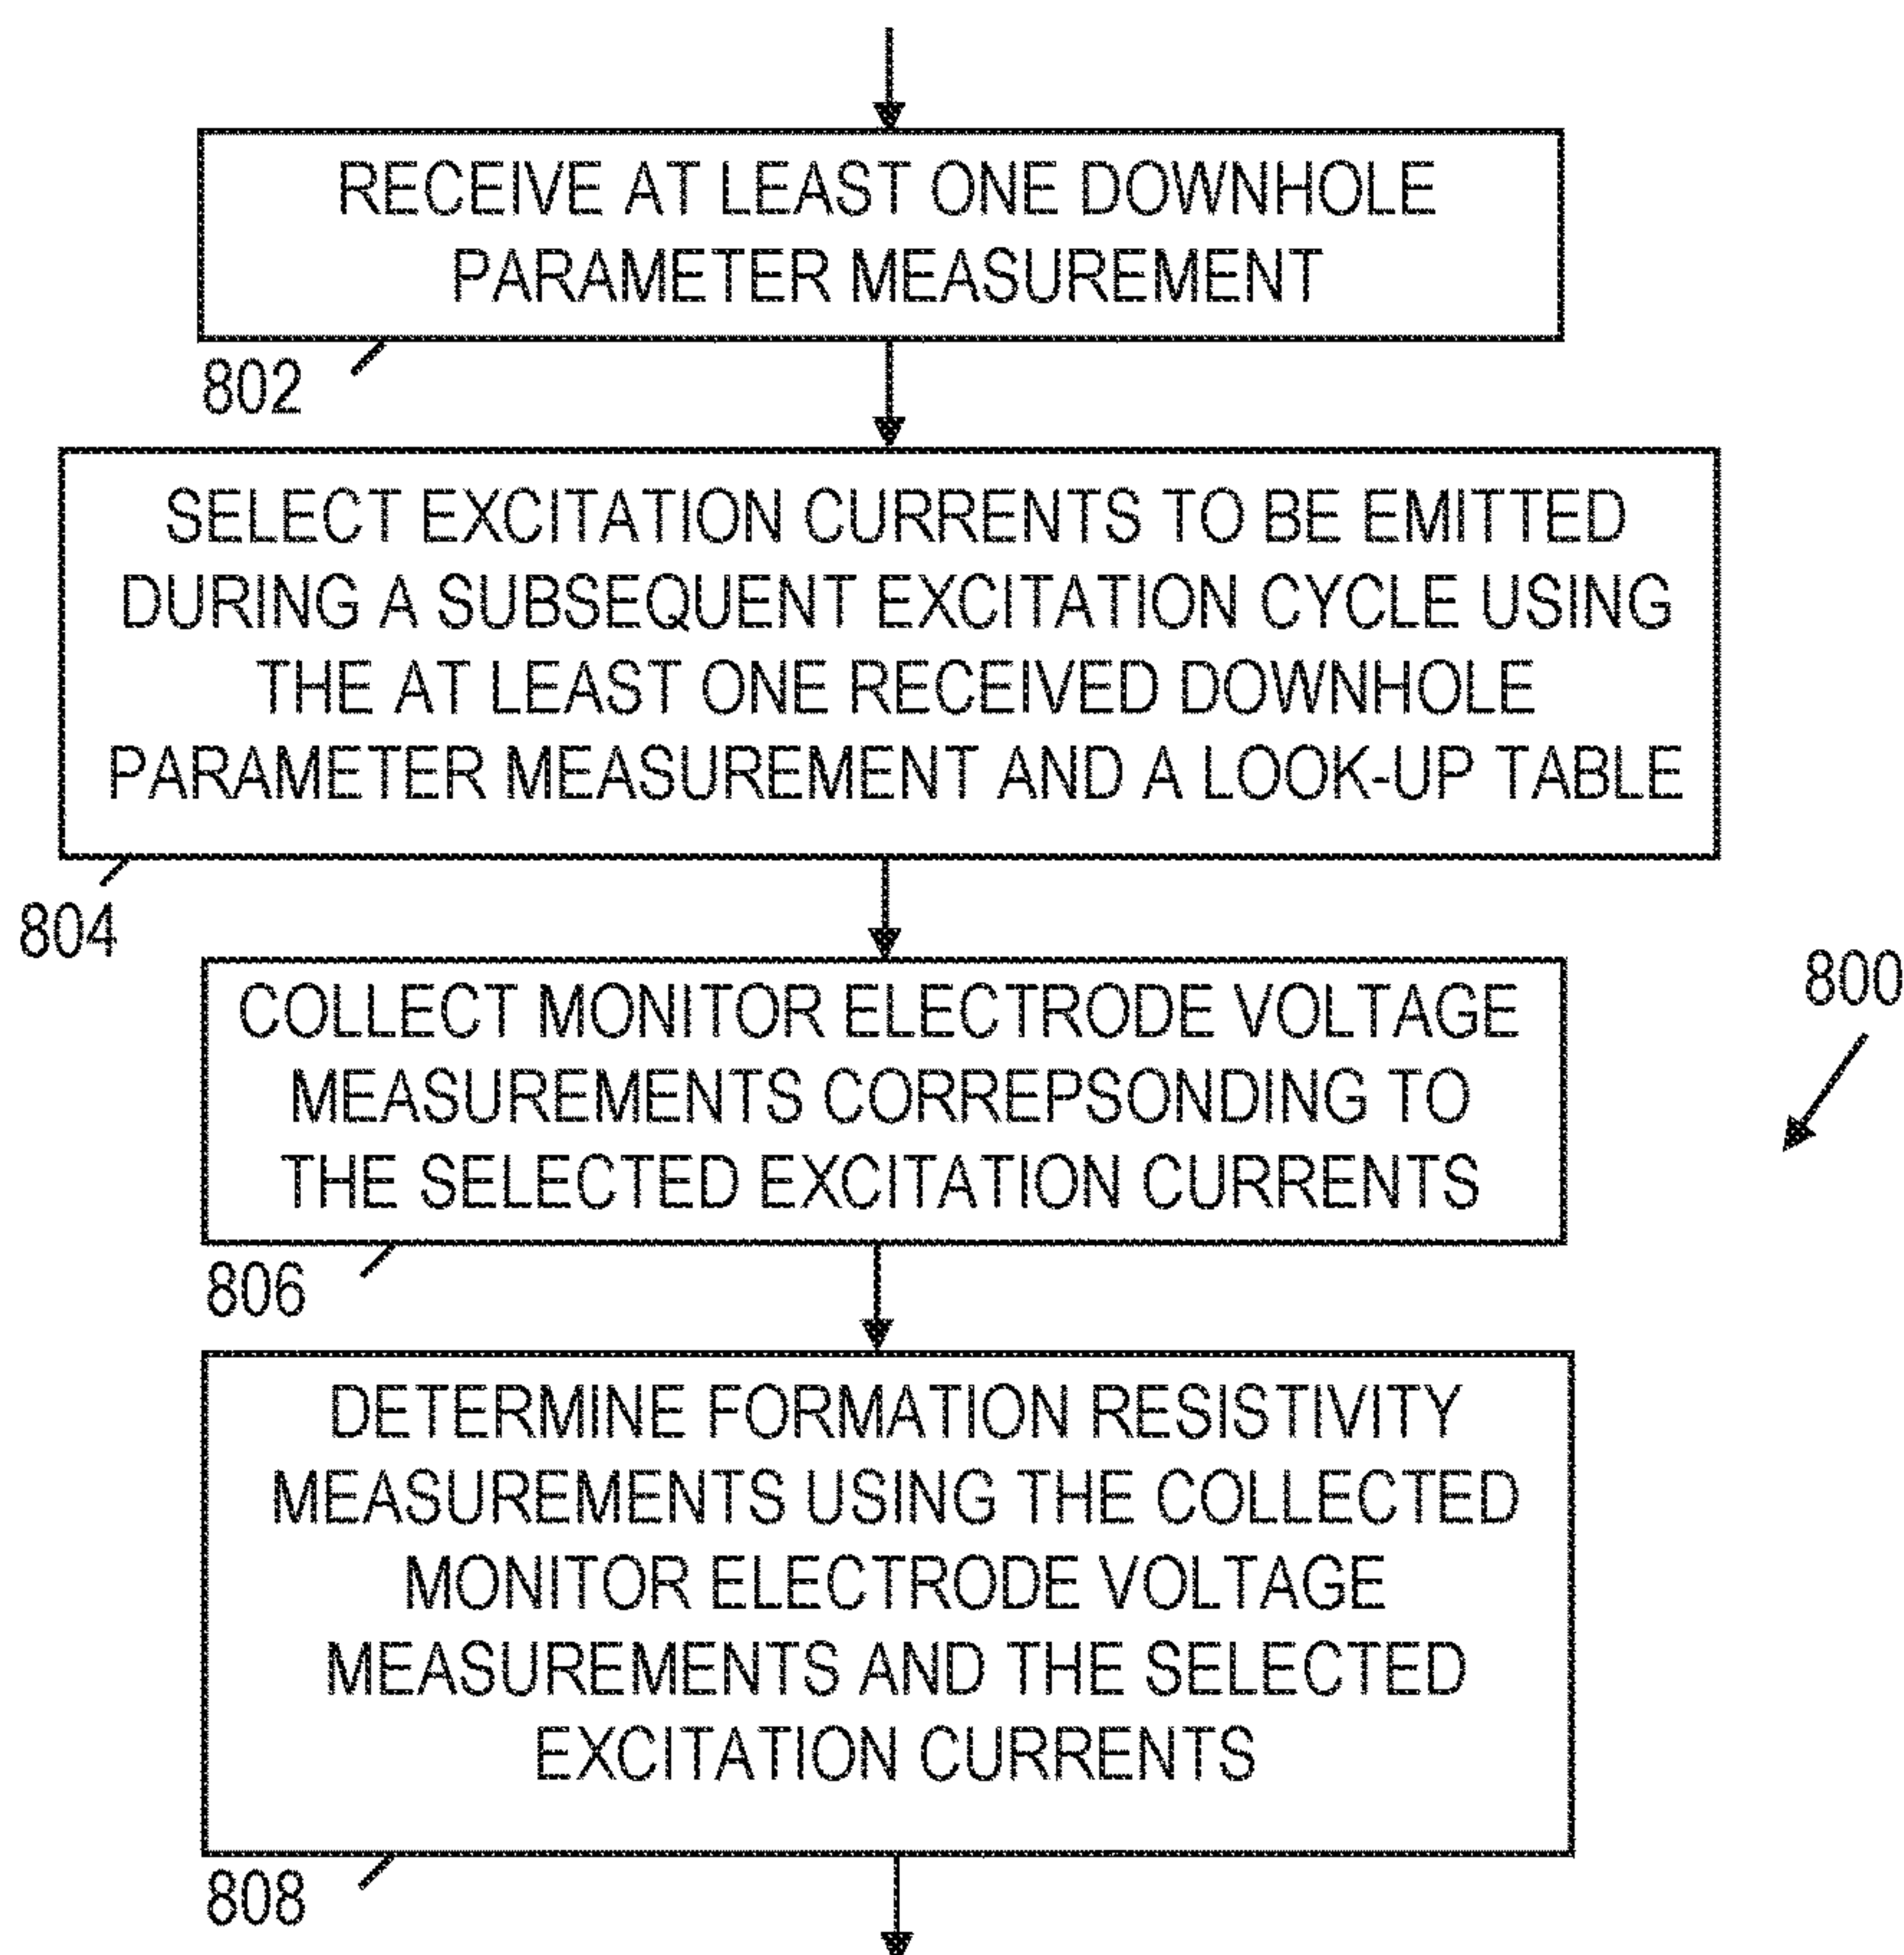 RECEIVE AT LEAST ONE DOWNHOLE
PARAMETER MEASUREMENT
802
SELECT EXCITATION CURRENTS TO BE EMITTED
DURING A SUBSEQUENT EXCITATION CYCLE USING
THE AT LEAST ONE RECEIVED DOWNHOLE
PARAMETER MEASUREMENT AND A LOOK-UP TABLE
804
COLLECT MONITOR ELECTRODE VOLTAGE
MEASUREMENTS CORREPSONDING TO
THE SELECTED EXCITATION CURRENTS
800
806
DETERMINE FORMATION RESISTIVITY
MEASUREMENTS USING THE COLLECTED
MONITOR ELECTRODE VOLTAGE
MEASUREMENTS AND THE SELECTED
EXCITATION CURRENTS
808